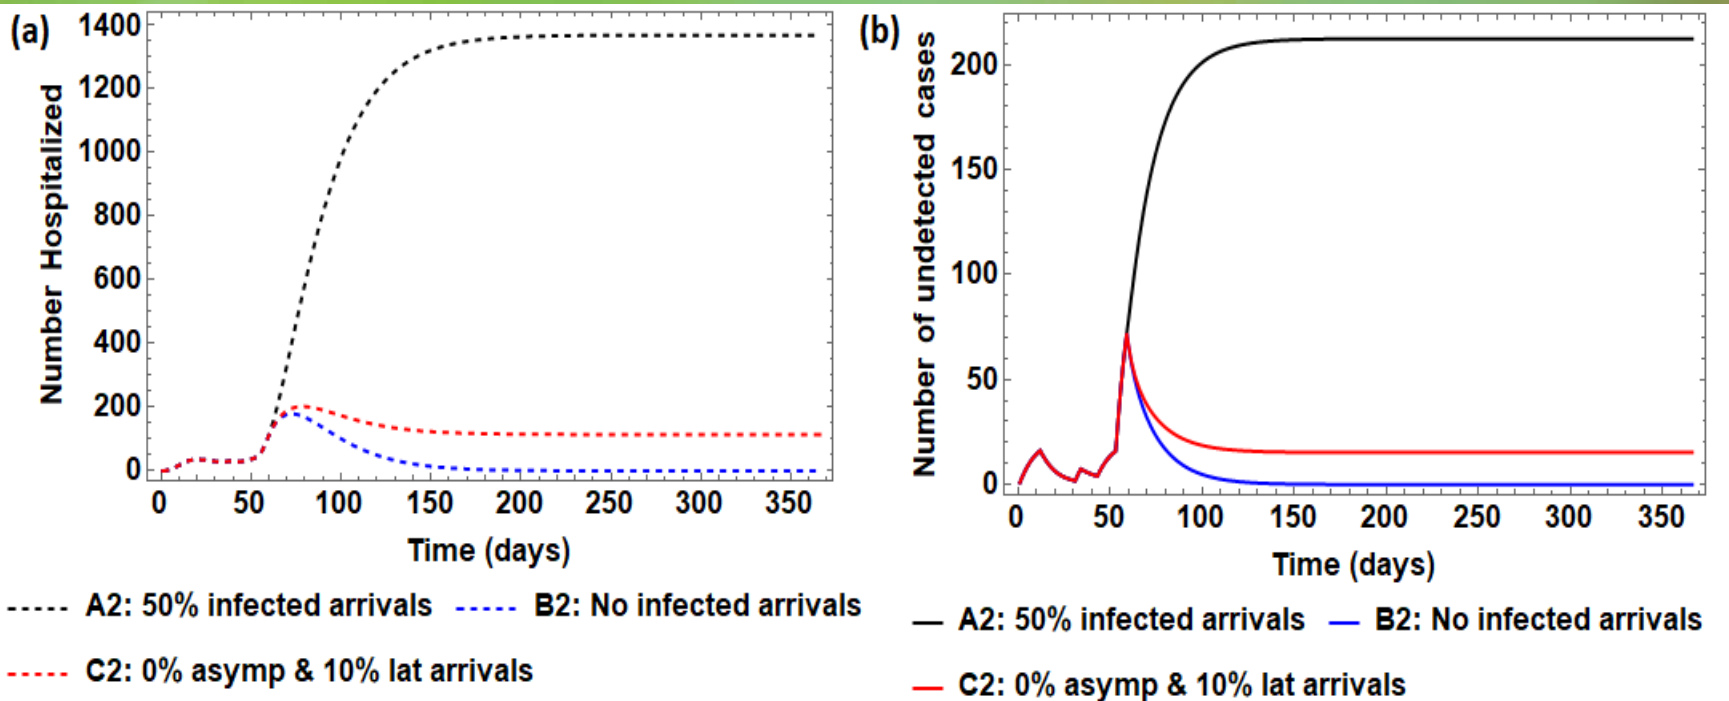 (a)
Number Hospitalized
1400
1200
1000
800
600
400
200
0
0 50 100 150 200 250 300 350
Time (days)
A2: 50% infected arrivals B2: No infected arrivals
C2: 0% asymp & 10% lat arrivals
(b)
Number of undetected cases
200
150
100
50
0
0 50 100 150 200 250 300 350
Time (days)
A2: 50% infected arrivals B2: No infected arrivals
C2: 0% asymp & 10% lat arrivals